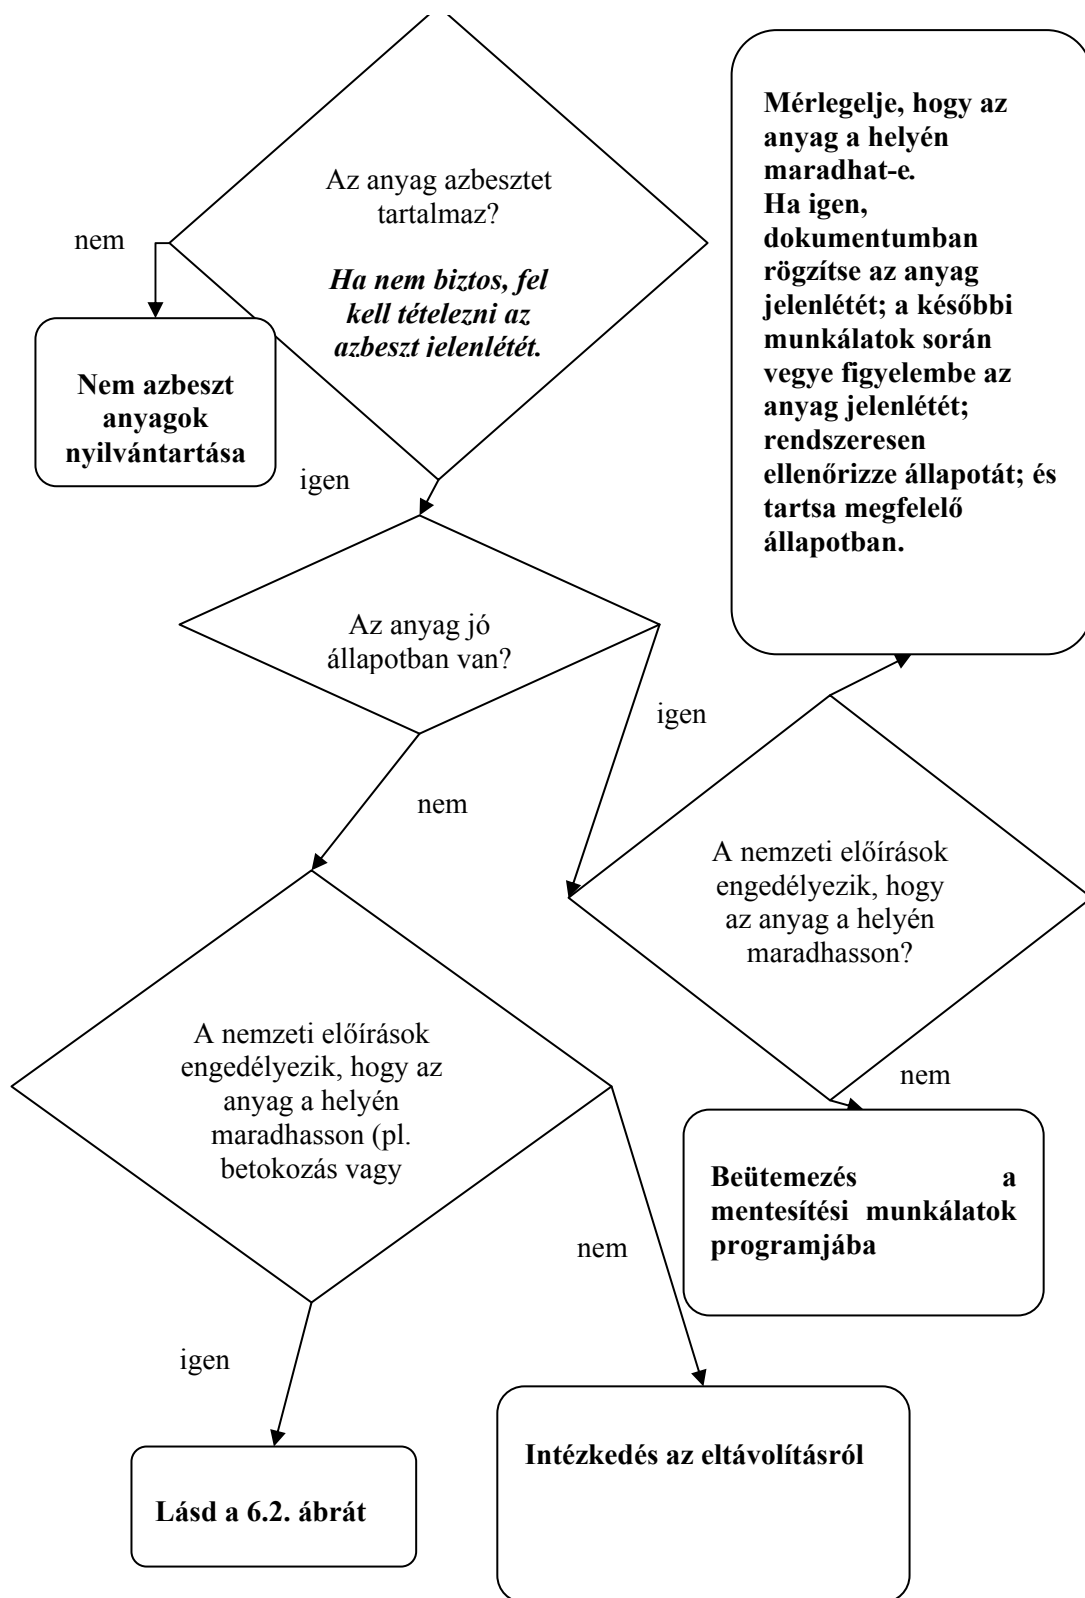 Az anyag azbesztet
tartalmaz?
Ha nem biztos, fel
kell tételezni az
azbeszt jelenlétét.
nem
Nem azbeszt
anyagok
nyilvántartása
igen
Mérlegelje, hogy az
anyag a helyén
maradhat-e.
Ha igen,
dokumentumban
rögzítse az anyag
jelenlétét; a későbbi
munkálatok során
vegye figyelembe az
anyag jelenlétét;
rendszeresen
ellenőrizze állapotát; és
tartsa megfelelő
állapotban.
Az anyag jó
állapotban van?
igen
nem
A nemzeti előírások
engedélyezik, hogy
az anyag a helyén
maradhasson?
nem
Beütemezés a
mentesítési munkálatok
programjába
A nemzeti előírások
engedélyezik, hogy az
anyag a helyén
maradhasson (pl.
betokozás vagy
nem
igen
Intézkedés az eltávolításról
Lásd a 6.2. ábrát